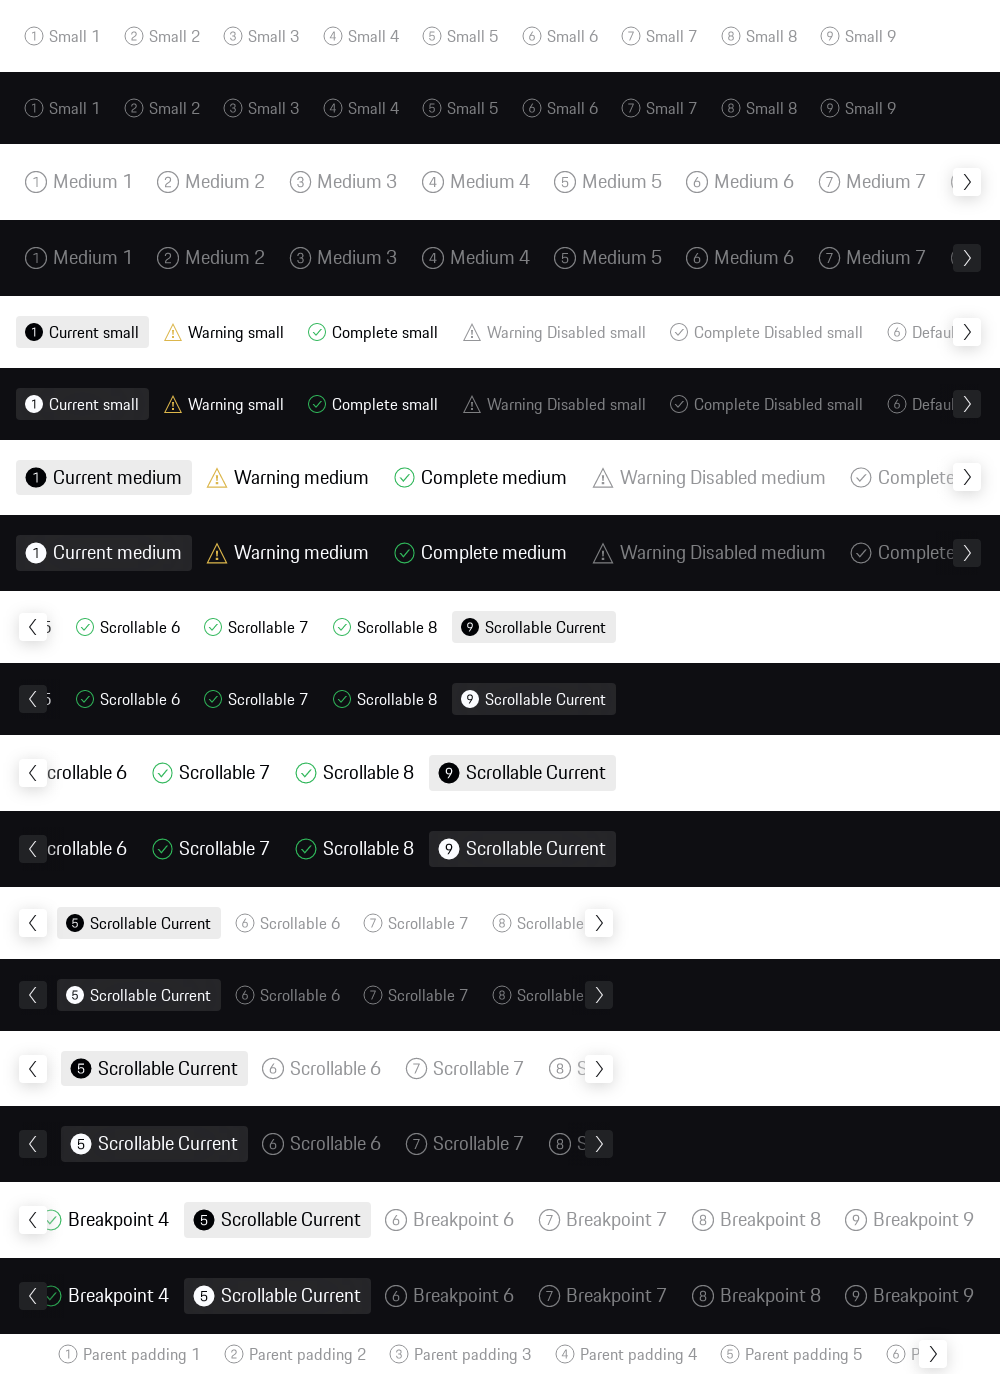 1 Small 1 2 Small 2 3 Small 3 4 Small 4 5 Small 5 6 Small 6 7 Small 7 8 Small 8 9 Small 9
1 Small 1 2 Small 2 3 Small 3 4 Small 4 5 Small 5 6 Small 6 7 Small 7 8 Small 8 9 Small 9
1 Medium 1 2 Medium 2 3 Medium 3 4 Medium 4 5 Medium 5 6 Medium 6 7 Medium 7
1 Medium 1 2 Medium 2 3 Medium 3 4 Medium 4 5 Medium 5 6 Medium 6 7 Medium 7
1 Current small Warning small Complete small Warning Disabled small Complete Disabled small 6 Defau
1 Current small Warning small Complete small Warning Disabled small Complete Disabled small 6 Defau
1 Current medium Warning medium Complete medium Warning Disabled medium Complete
1 Current medium Warning medium Complete medium Warning Disabled medium Complete
5 Scrollable 6 Scrollable 7 Scrollable 8 9 Scrollable Current
5 Scrollable 6 Scrollable 7 Scrollable 8 9 Scrollable Current
crollable 6 Scrollable 7 Scrollable 8 9 Scrollable Current
crollable 6 Scrollable 7 Scrollable 8 9 Scrollable Current
5 Scrollable Current 6 Scrollable 6 7 Scrollable 7 8 Scrollable
5 Scrollable Current 6 Scrollable 6 7 Scrollable 7 8 Scrollable
5 Scrollable Current 6 Scrollable 6 7 Scrollable 7 8 S
5 Scrollable Current 6 Scrollable 6 7 Scrollable 7 8 S
Breakpoint 4 5 Scrollable Current 6 Breakpoint 6 7 Breakpoint 7 8 Breakpoint 8 9 Breakpoint 9
Breakpoint 4 5 Scrollable Current 6 Breakpoint 6 7 Breakpoint 7 8 Breakpoint 8 9 Breakpoint 9
1 Parent padding 1 2 Parent padding 2 3 Parent padding 3 4 Parent padding 4 5 Parent padding 5 6 P